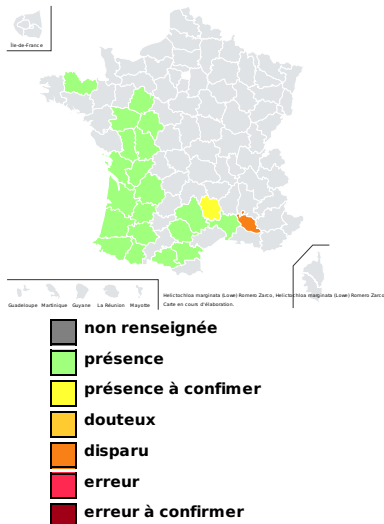 Île-de-France
Guadeloupe Martinique Guyane La Réunion Mayotte
Helictochloa marginata (Lowe) Romero Zarco, Helictochloa marginata (Lowe) Romero Zarco
Carte en cours d'élaboration.
non renseignée
présence
présence à confimer
douteux
disparu
erreur
erreur à confirmer